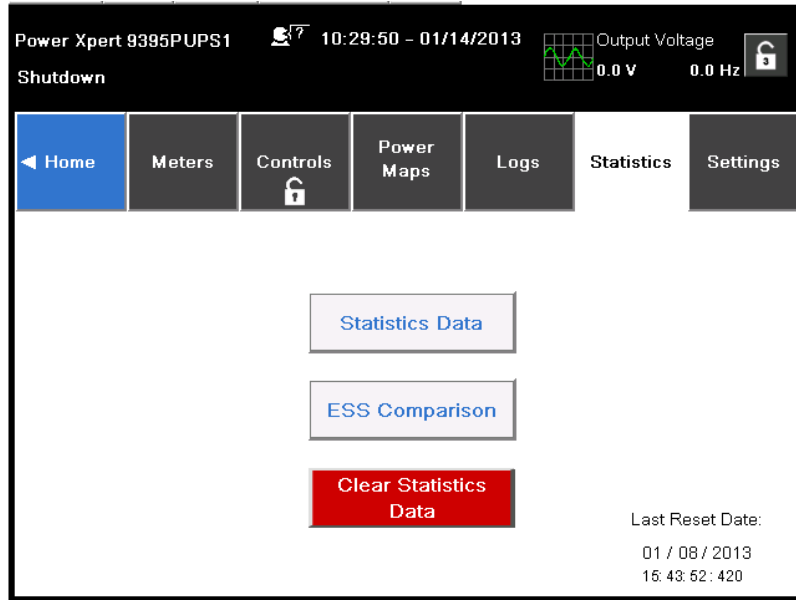 Power Xpert 9395PUPS1
? 10:29:50 - 01/14/2013
Output Voltage
0.0 V 0.0 Hz
3
Shutdown
Home
Meters
Controls
1
Power
Maps
Logs
Statistics
Settings
Statistics Data
ESS Comparison
Clear Statistics
Data
Last Reset Date:
01 / 08 / 2013
15: 43: 52 : 420